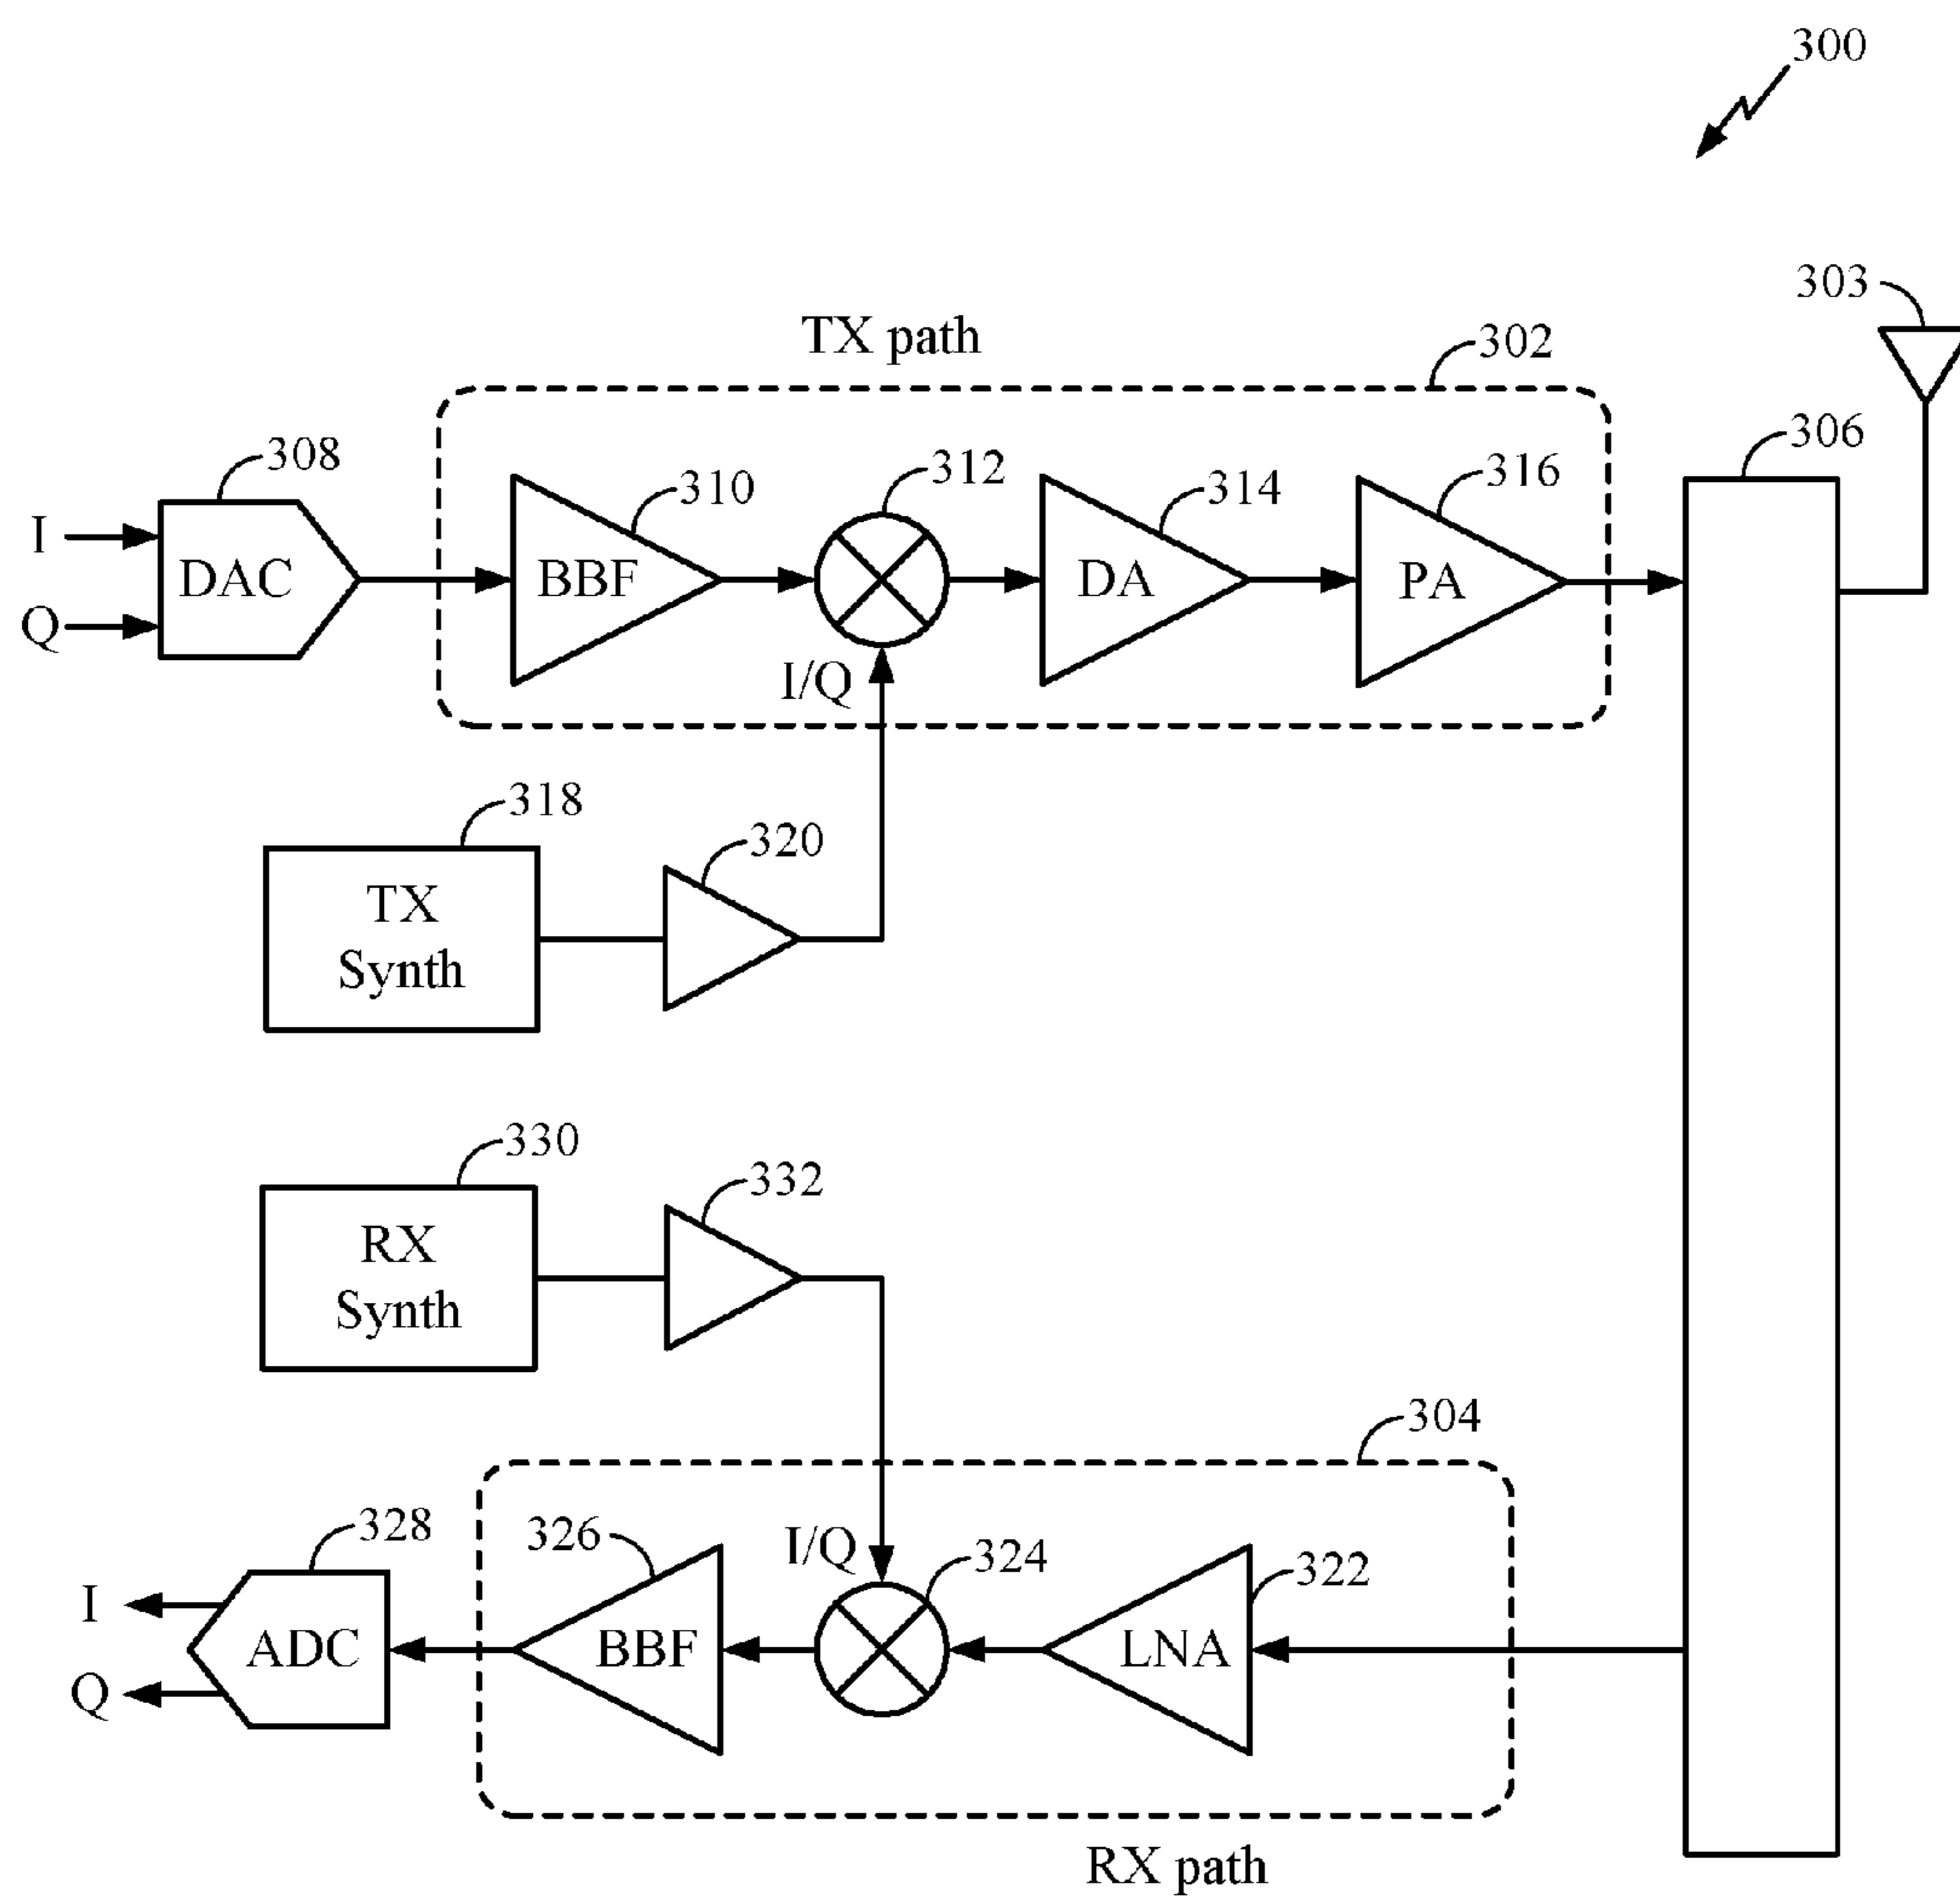 300
303
TX path
302
306
308
310
312
314
316
I
DAC
BBF
DA
PA
Q
I/Q
318
320
TX
Synth
330
332
RX
Synth
304
328
326
I/Q
324
322
I
ADC
BBF
LNA
Q
RX path